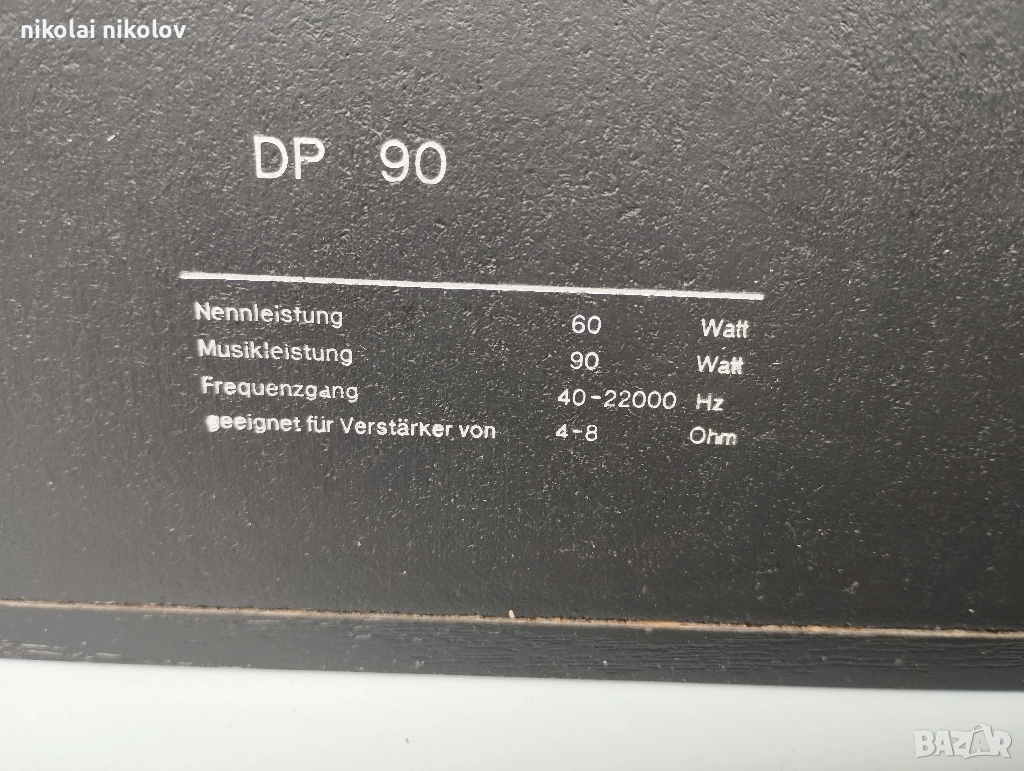 nikolai nikolov
DP 90
Nennleistung 60 Watt
Musikleistung 90 Watt
Frequenzgang 40-22000 Hz
geeignet für Verstärker von 4-8 Ohm
BAZAR